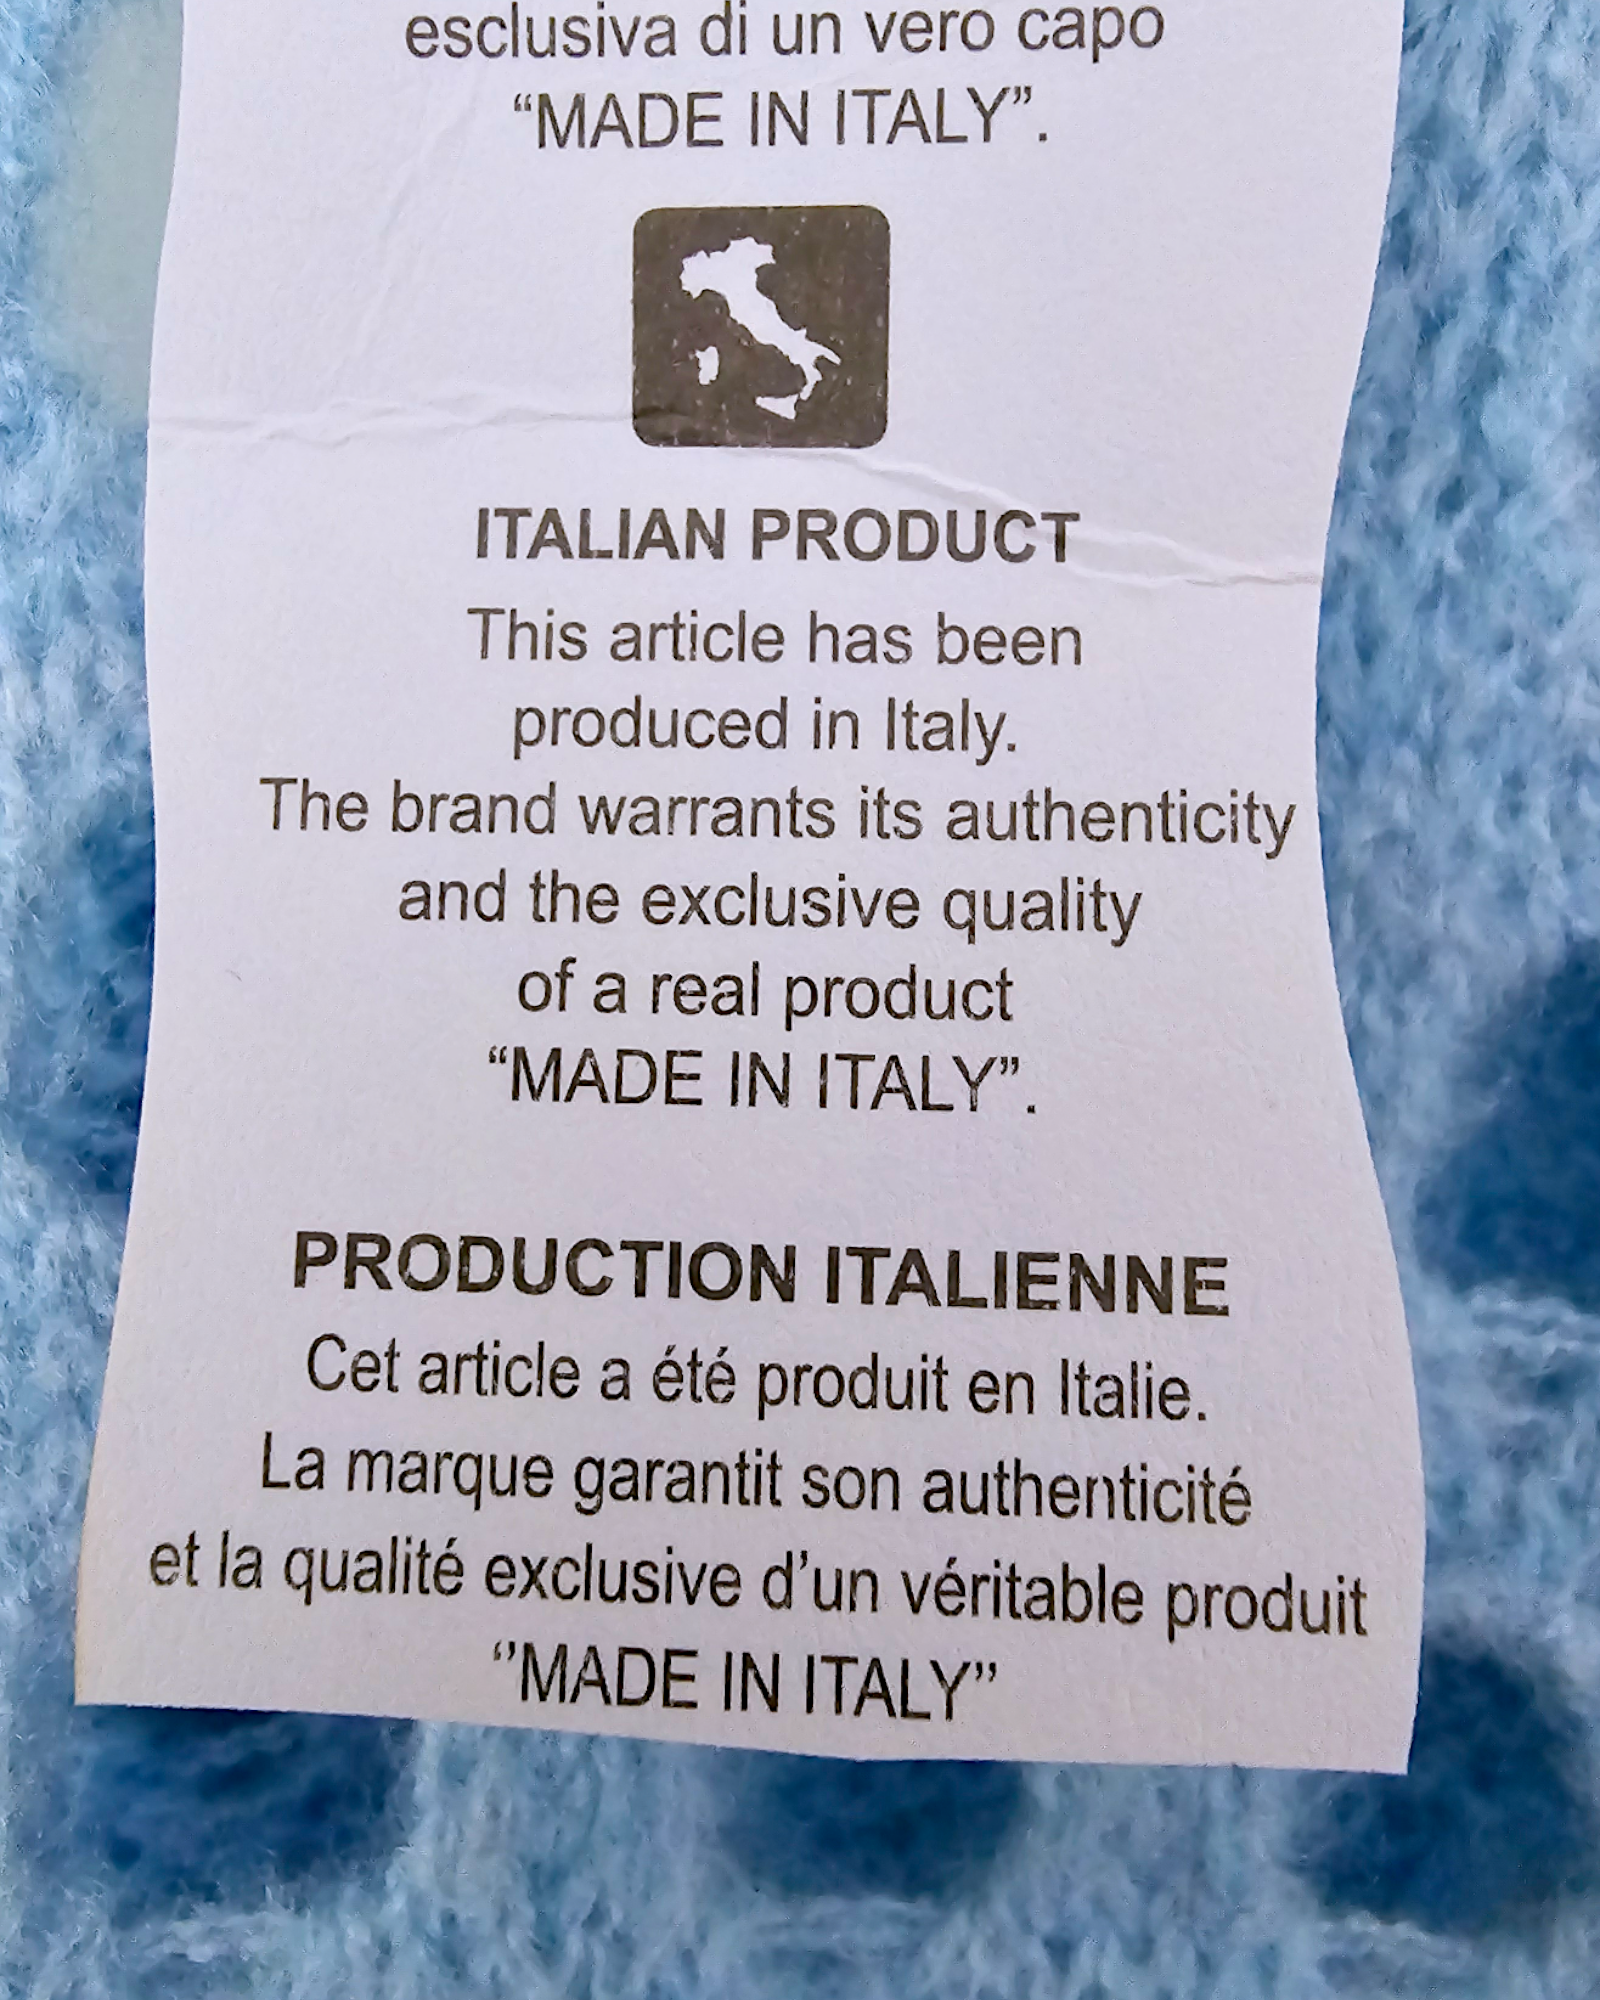 esclusiva di un vero capo
“MADE IN ITALY”.
ITALIAN PRODUCT
This article has been
produced in Italy.
The brand warrants its authenticity
and the exclusive quality
of a real product
“MADE IN ITALY”.
PRODUCTION ITALIENNE
Cet article a été produit en Italie.
La marque garantit son authenticité
et la qualité exclusive d’un véritable produit
‘’MADE IN ITALY’’